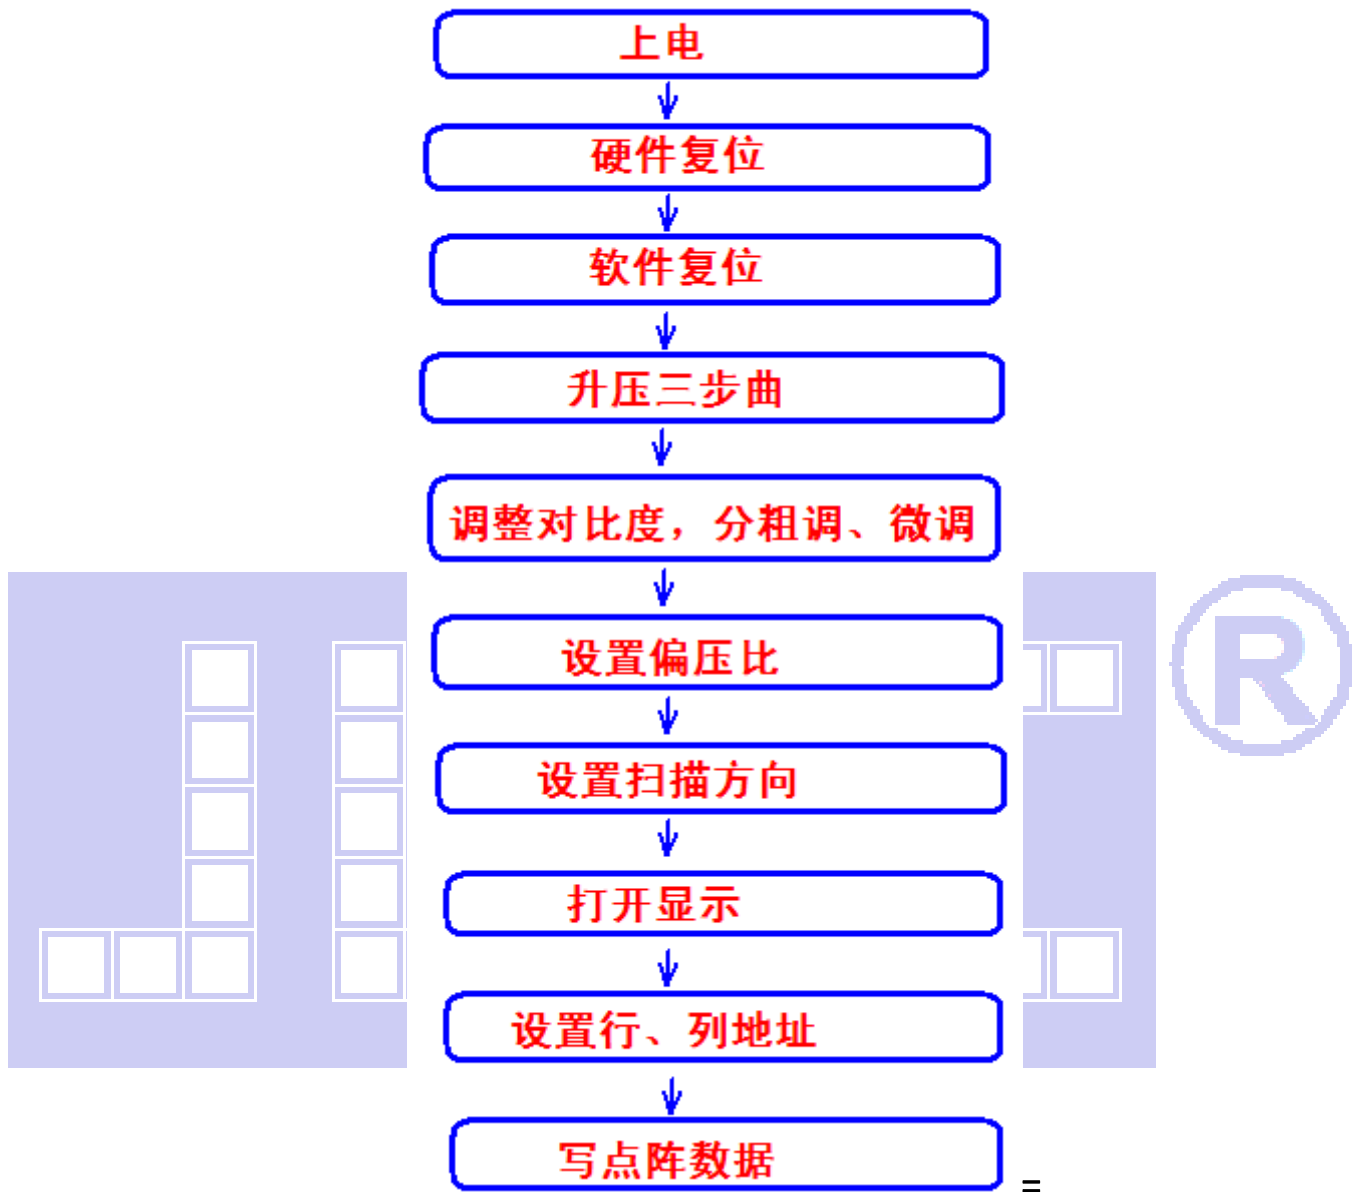 上电
硬件复位
软件复位
升压三步曲
调整对比度，分粗调、微调
设置偏压比
设置扫描方向
打开显示
设置行、列地址
写点阵数据
=
®